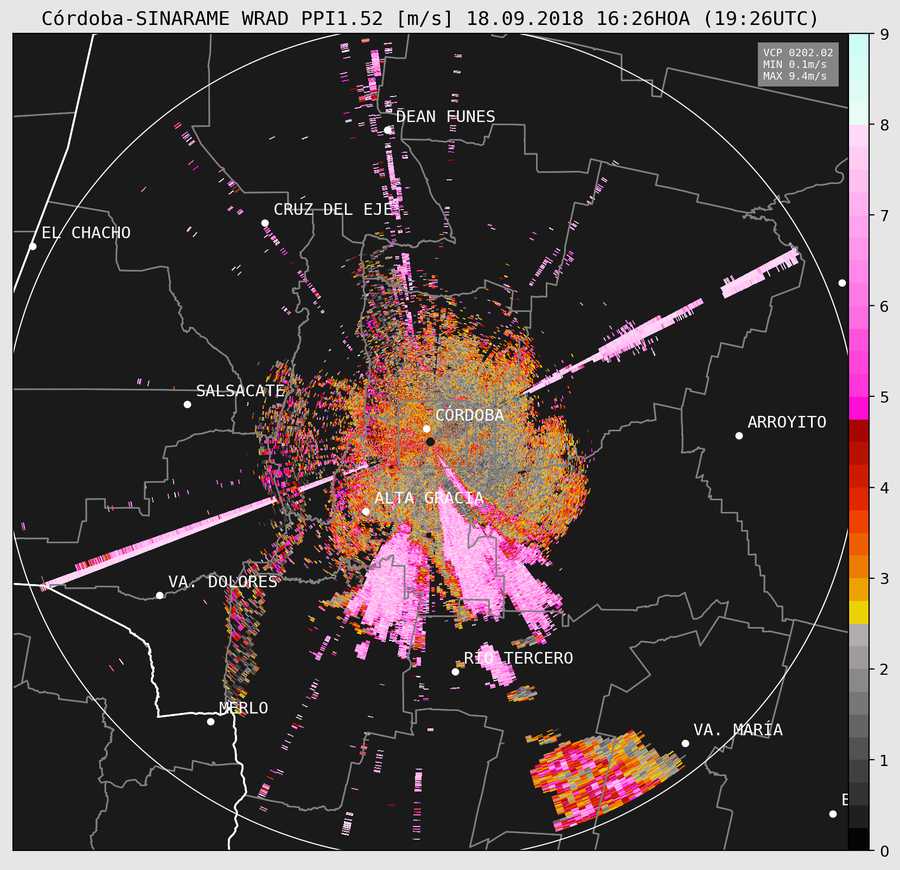 Córdoba-SINARAME WRAD PPI1.52 [m/s] 18.09.2018 16:26HOA (19:26UTC)
VCP 0202.02
MIN 0.1m/s
MAX 9.4m/s
9
8
7
6
5
4
3
2
1
0
DEAN FUNES
CRUZ DEL EJE
EL CHACHO
SALSACATE
CÓRDOBA
ARROYITO
ALTA GRACIA
VA. DOLORES
RÍO TERCERO
MERLO
VA. MARÍA